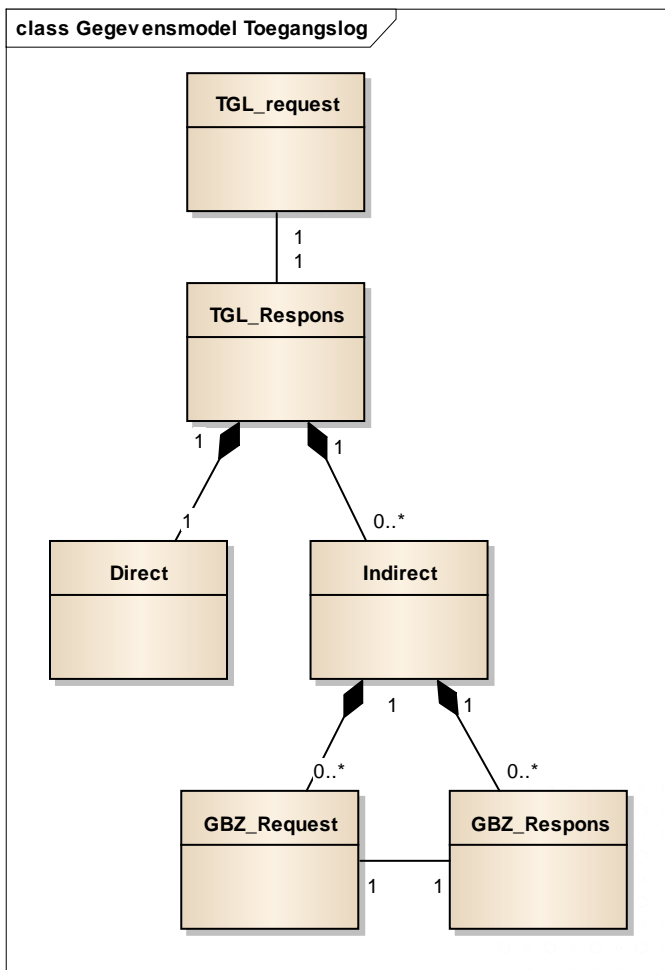 class Gegevensmodel Toegangslog
TGL_request
1
1
TGL_Respons
1
1
1
0..*
Direct
Indirect
1
1
0..*
0..*
GBZ_Request
GBZ_Respons
1
1